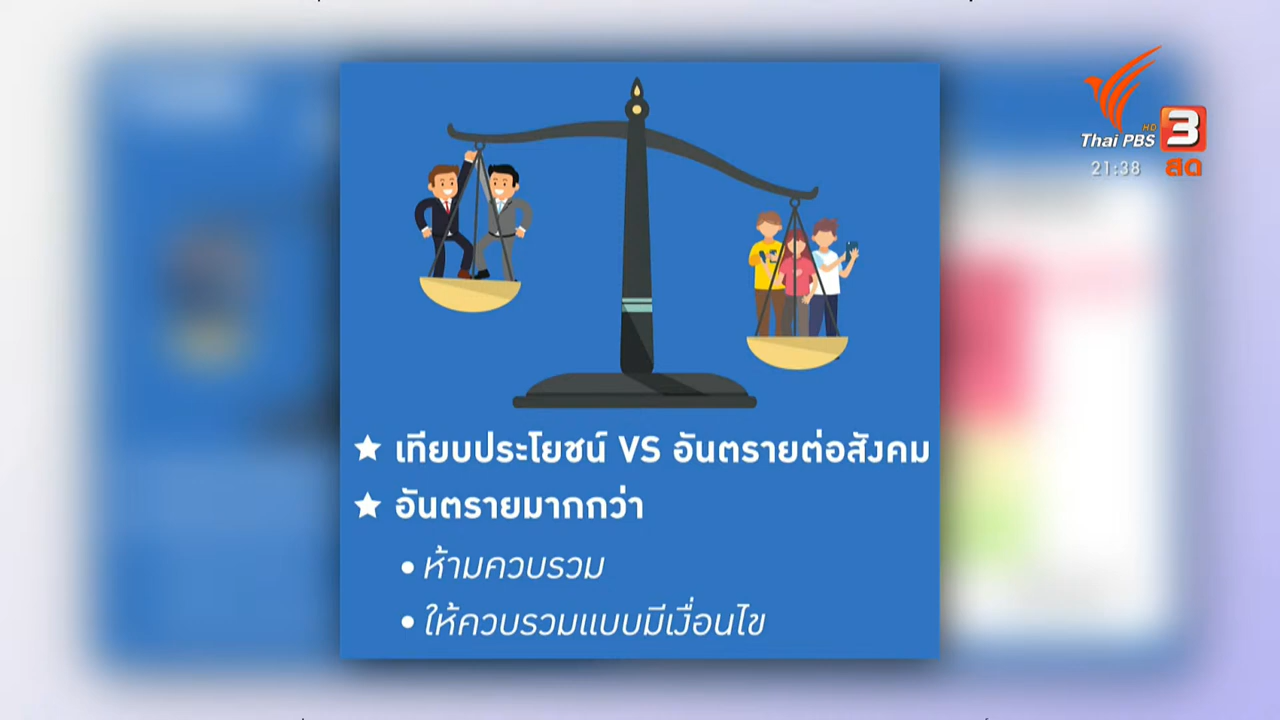 HD
Thai PBS 3
21:38 สด
★ เทียบประโยชน์ VS อันตรายต่อสังคม
★ อันตรายมากกว่า
• ห้ามควบรวม
• ให้ควบรวมแบบมีเงื่อนไข